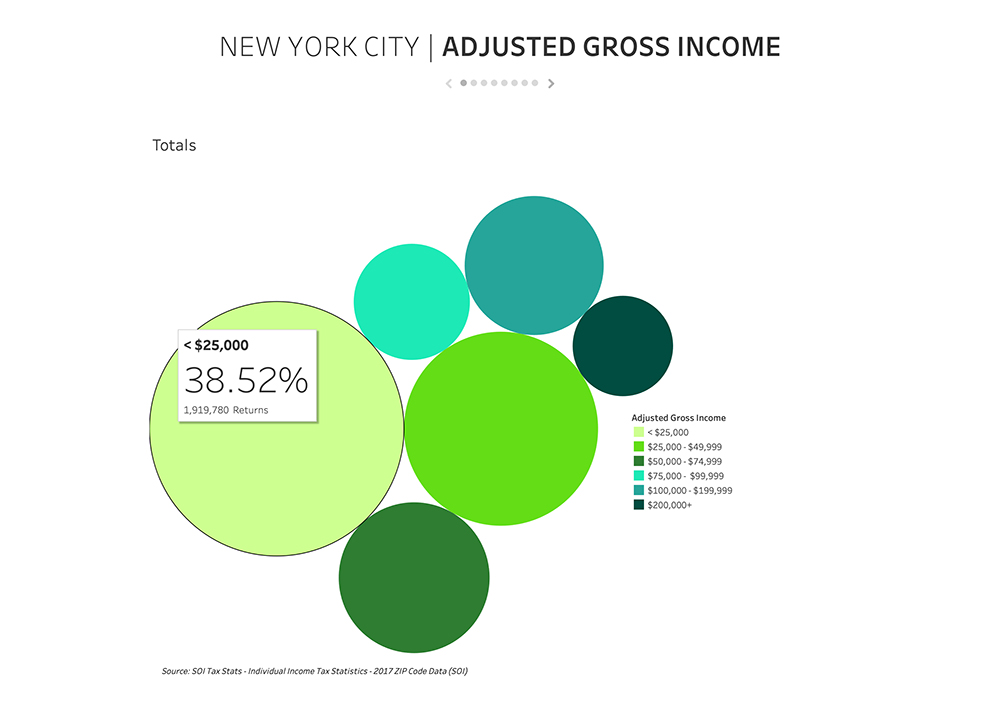 NEW YORK CITY | ADJUSTED GROSS INCOME
Totals
< $25,000
38.52%
1,919,780 Returns
Adjusted Gross Income
< $25,000
$25,000 - $49,999
$50,000 - $74,999
$75,000 - $99,999
$100,000 - $199,999
$200,000+
Source: SOI Tax Stats - Individual Income Tax Statistics - 2017 ZIP Code Data (SOI)